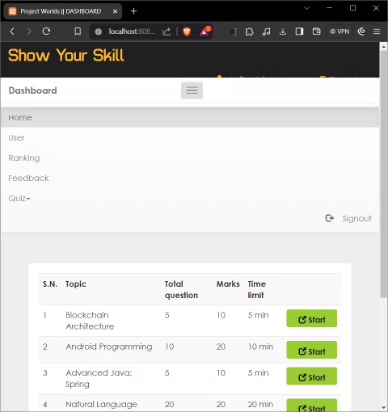 Project Worlds || DASHBOARD
localhost:808...
VPN
Show Your Skill
Dashboard
Home
User
Ranking
Feedback
Quiz
Signout
S.N. Topic Total question Marks Time limit
1 Blockchain Architecture 5 10 5 min Start
2 Android Programming 10 20 10 min Start
3 Advanced Java: Spring 5 10 5 min Start
4 Natural Language 20 20 20 min Start